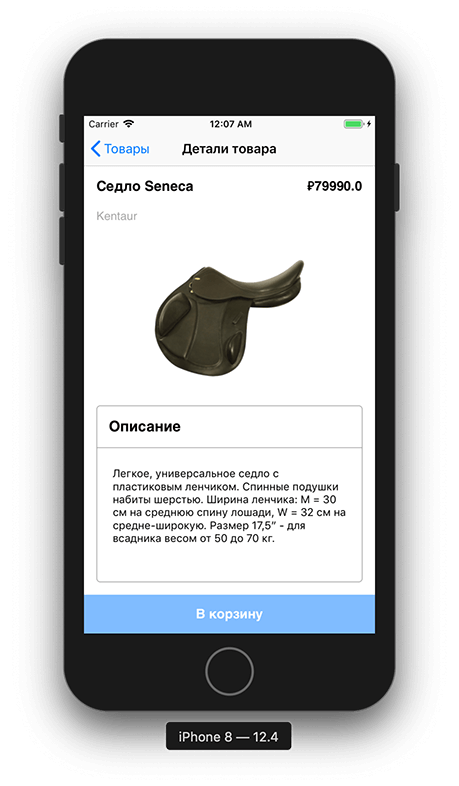 Carrier 12:07 AM
Товары Детали товара
Седло Seneca ₽79990.0
Kentaur
Описание
Легкое, универсальное седло с
пластиковым ленчиком. Спинные подушки
набиты шерстью. Ширина ленчика: M = 30
см на среднюю спину лошади, W = 32 см на
средне-широкую. Размер 17,5” - для
всадника весом от 50 до 70 кг.
В корзину
iPhone 8 — 12.4